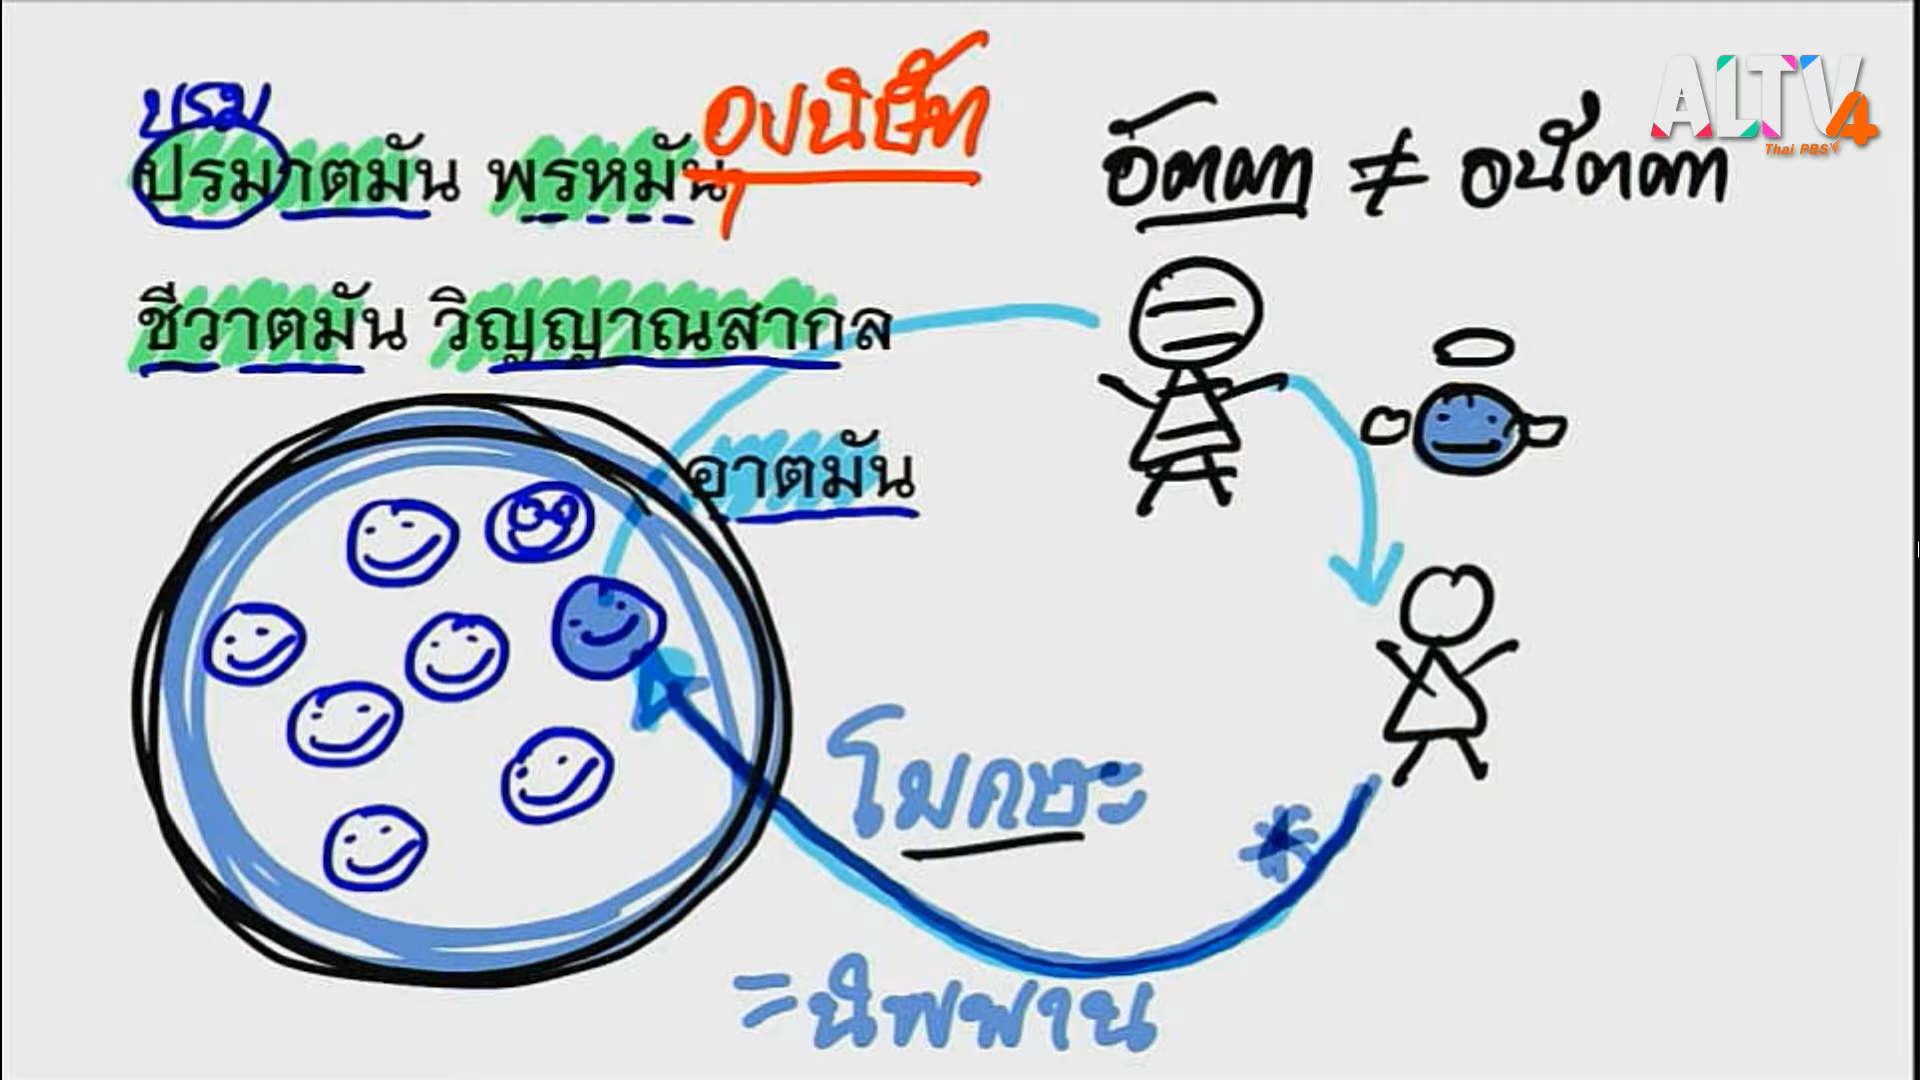 บรม
ปรมาตมัน พรหมัน
อุปนิษัท
อัตตา ≠ อนัตตา
ALTV4
Thai PBS
ชีวาตมัน วิญญาณสากล
อาตมัน
โมกษะ
=นิพพาน